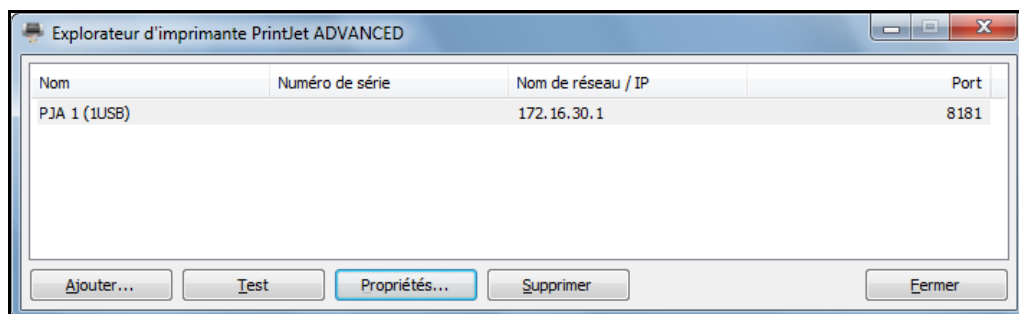 Explorateur d'imprimante PrintJet ADVANCED
Nom Numéro de série Nom de réseau / IP Port
PJA 1 (1USB) 172.16.30.1 8181
Ajouter... Test Propriétés... Supprimer Fermer